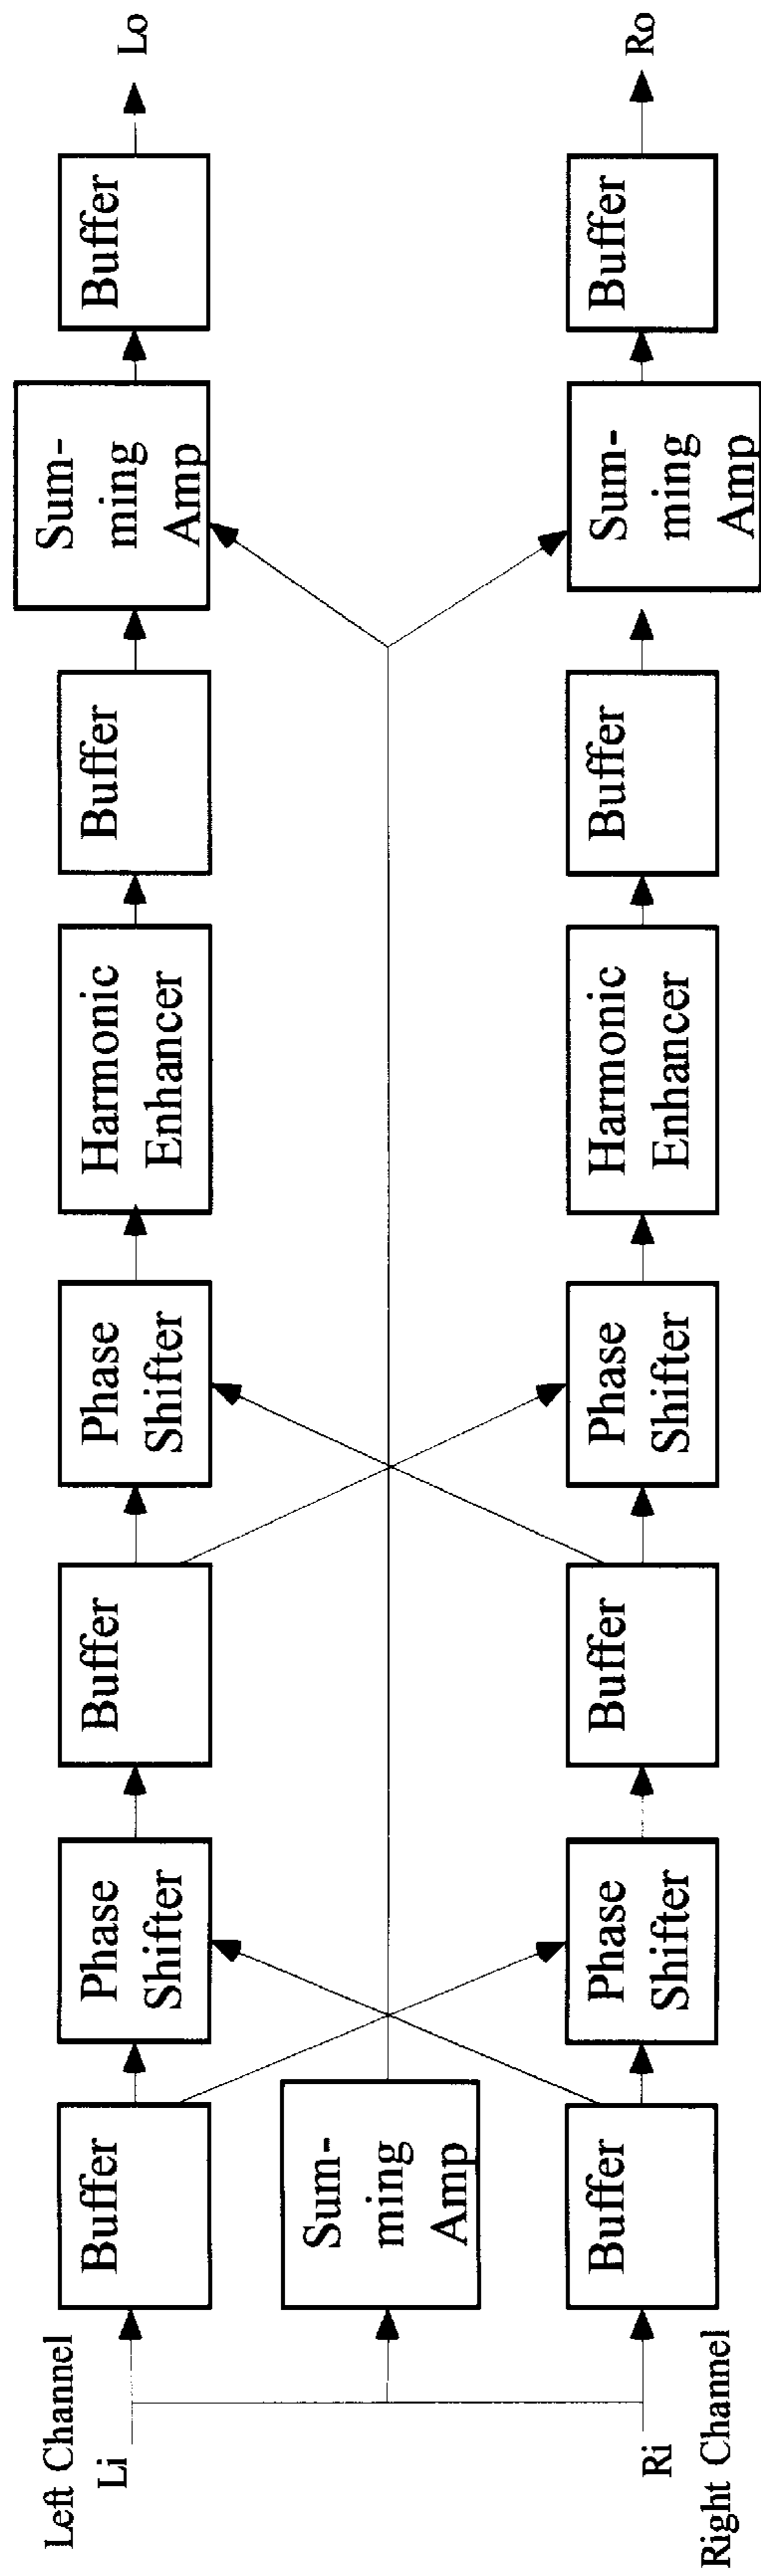 Left Channel
Li
Buffer
Phase
Shifter
Buffer
Phase
Shifter
Harmonic
Enhancer
Buffer
Sum-
ming
Amp
Buffer
Lo
Sum-
ming
Amp
Ri
Right Channel
Buffer
Phase
Shifter
Buffer
Phase
Shifter
Harmonic
Enhancer
Buffer
Sum-
ming
Amp
Buffer
Ro